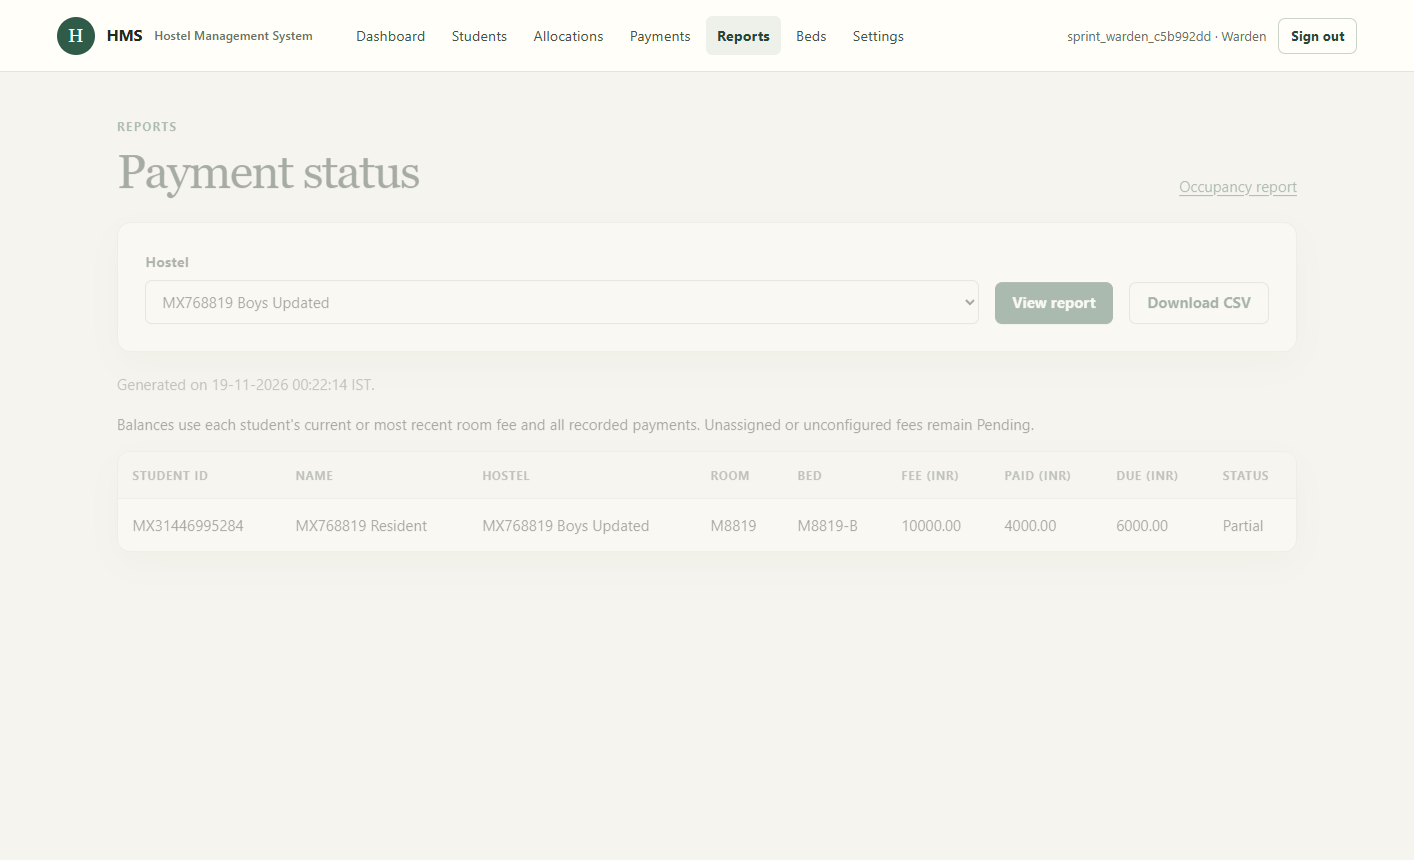 H HMS Hostel Management System Dashboard Students Allocations Payments Reports Beds Settings sprint_warden_c5b992dd · Warden Sign out
REPORTS
Payment status
Occupancy report
Hostel
MX768819 Boys Updated View report Download CSV
Generated on 19-11-2026 00:22:14 IST.
Balances use each student's current or most recent room fee and all recorded payments. Unassigned or unconfigured fees remain Pending.
STUDENT ID NAME HOSTEL ROOM BED FEE (INR) PAID (INR) DUE (INR) STATUS
MX31446995284 MX768819 Resident MX768819 Boys Updated M8819 M8819-B 10000.00 4000.00 6000.00 Partial